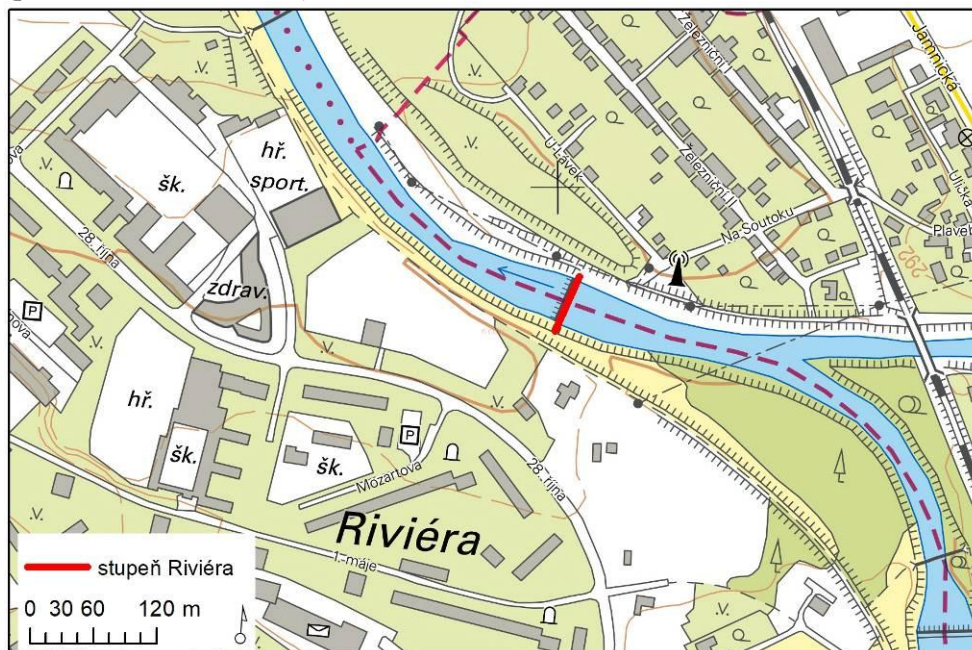 Železniční
Jamnická
.V.
.V.
.V.
hř.
sport.
šk.
U Lávek
Železniční II
Na Soutoku
Ulička
28. října
zdrav.
292
P
.V.
.V.
hř.
šk.
šk.
P
Mozartova
28. října
.V.
Riviéra
1. máje
.V.
.V.
stupeň Riviéra
0 30 60 120 m